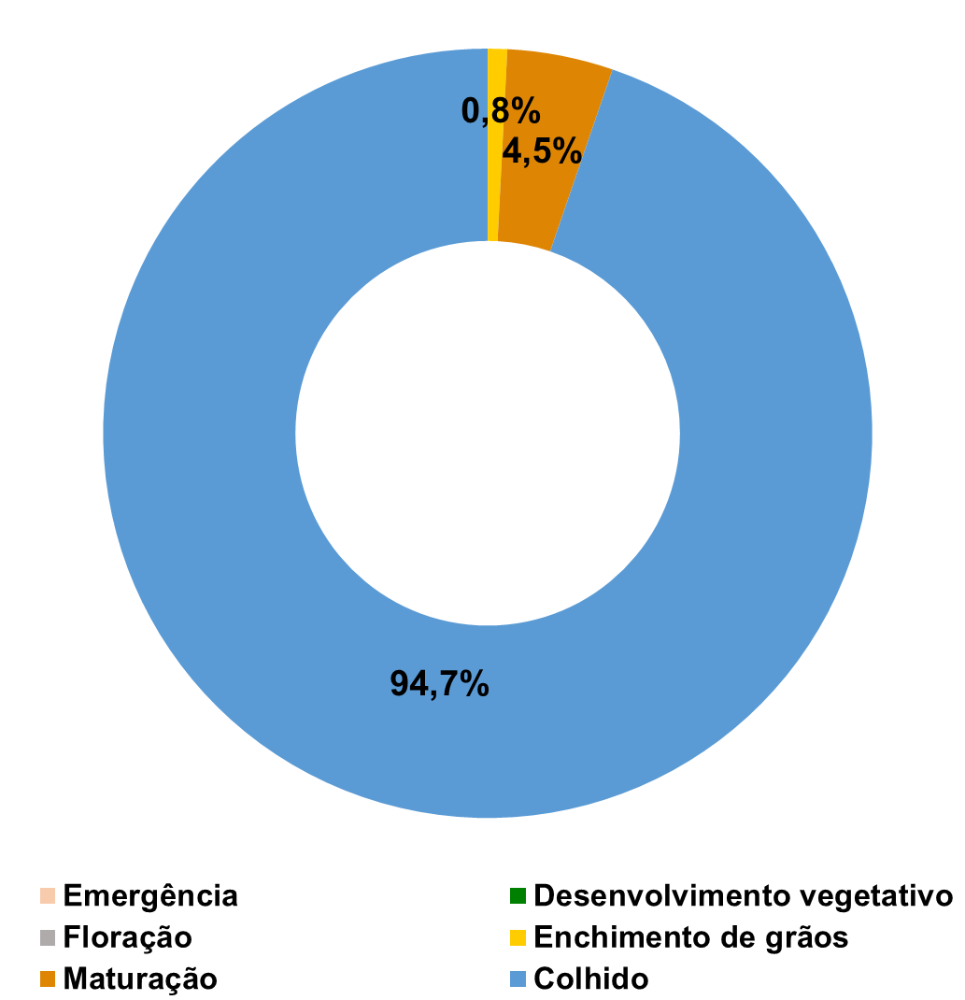 0,8%
4,5%
94,7%
Emergência
Desenvolvimento vegetativo
Floração
Enchimento de grãos
Maturação
Colhido